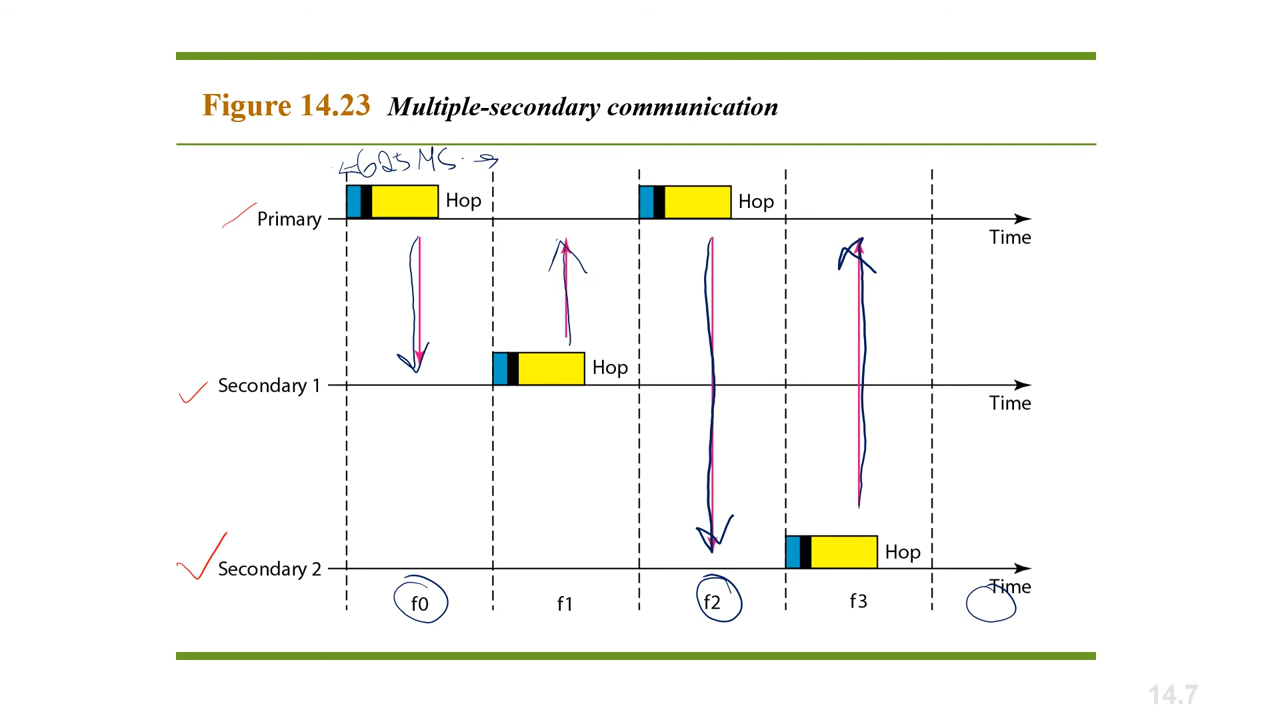 Figure 14.23 Multiple-secondary communication
625 MS
Hop Hop
Primary
Time
Hop
Secondary 1
Time
Hop
Secondary 2
Time
f0 f1 f2 f3
14.7